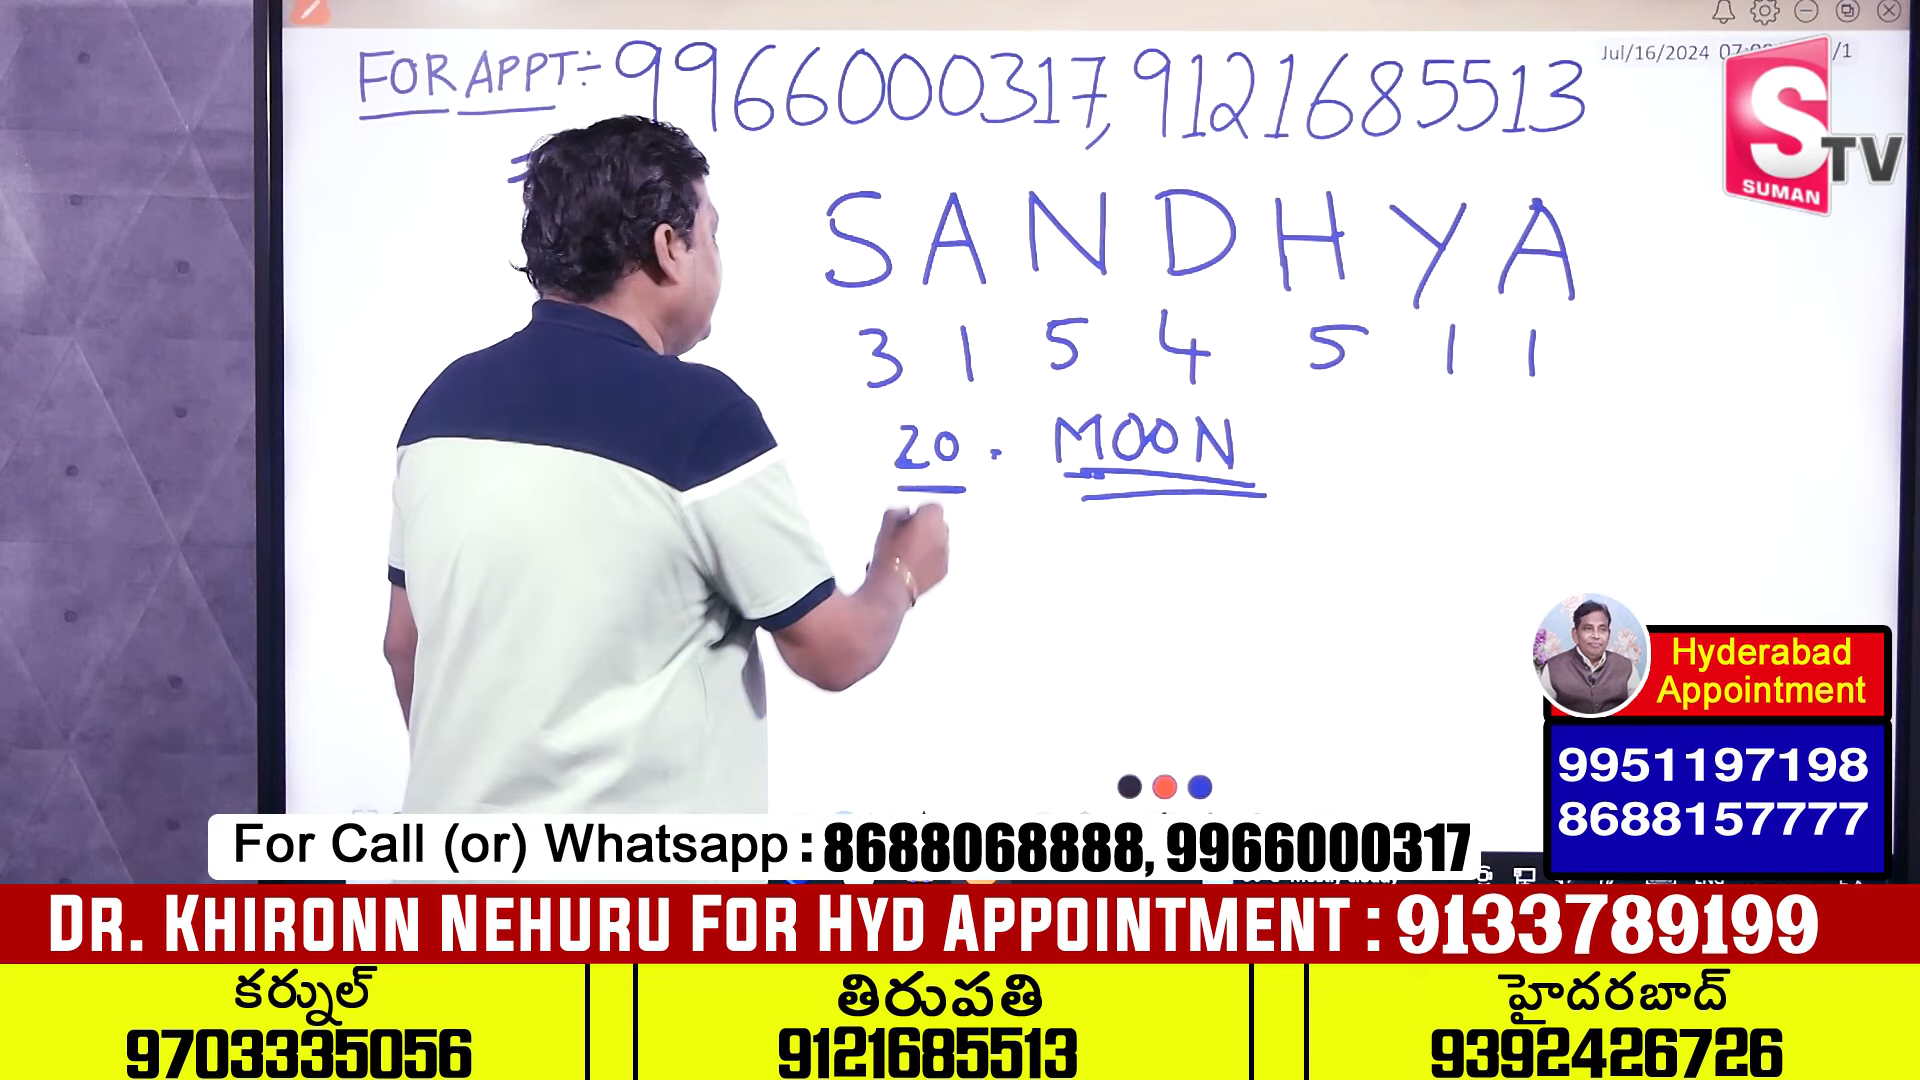 FOR APPT:- 9966000317, 9121685513
Jul/16/2024
/1
S
TV
SUMAN
SANDHYA
3 1 5 4 5 1 1
20. MOON
Hyderabad
Appointment
9951197198
8688157777
For Call (or) Whatsapp : 8688068888, 9966000317
DR. KHIRONN NEHURU FOR HYD APPOINTMENT : 9133789199
కర్నుల్ తిరుపతి హైదరబాద్
9703335056 9121685513 9392426726